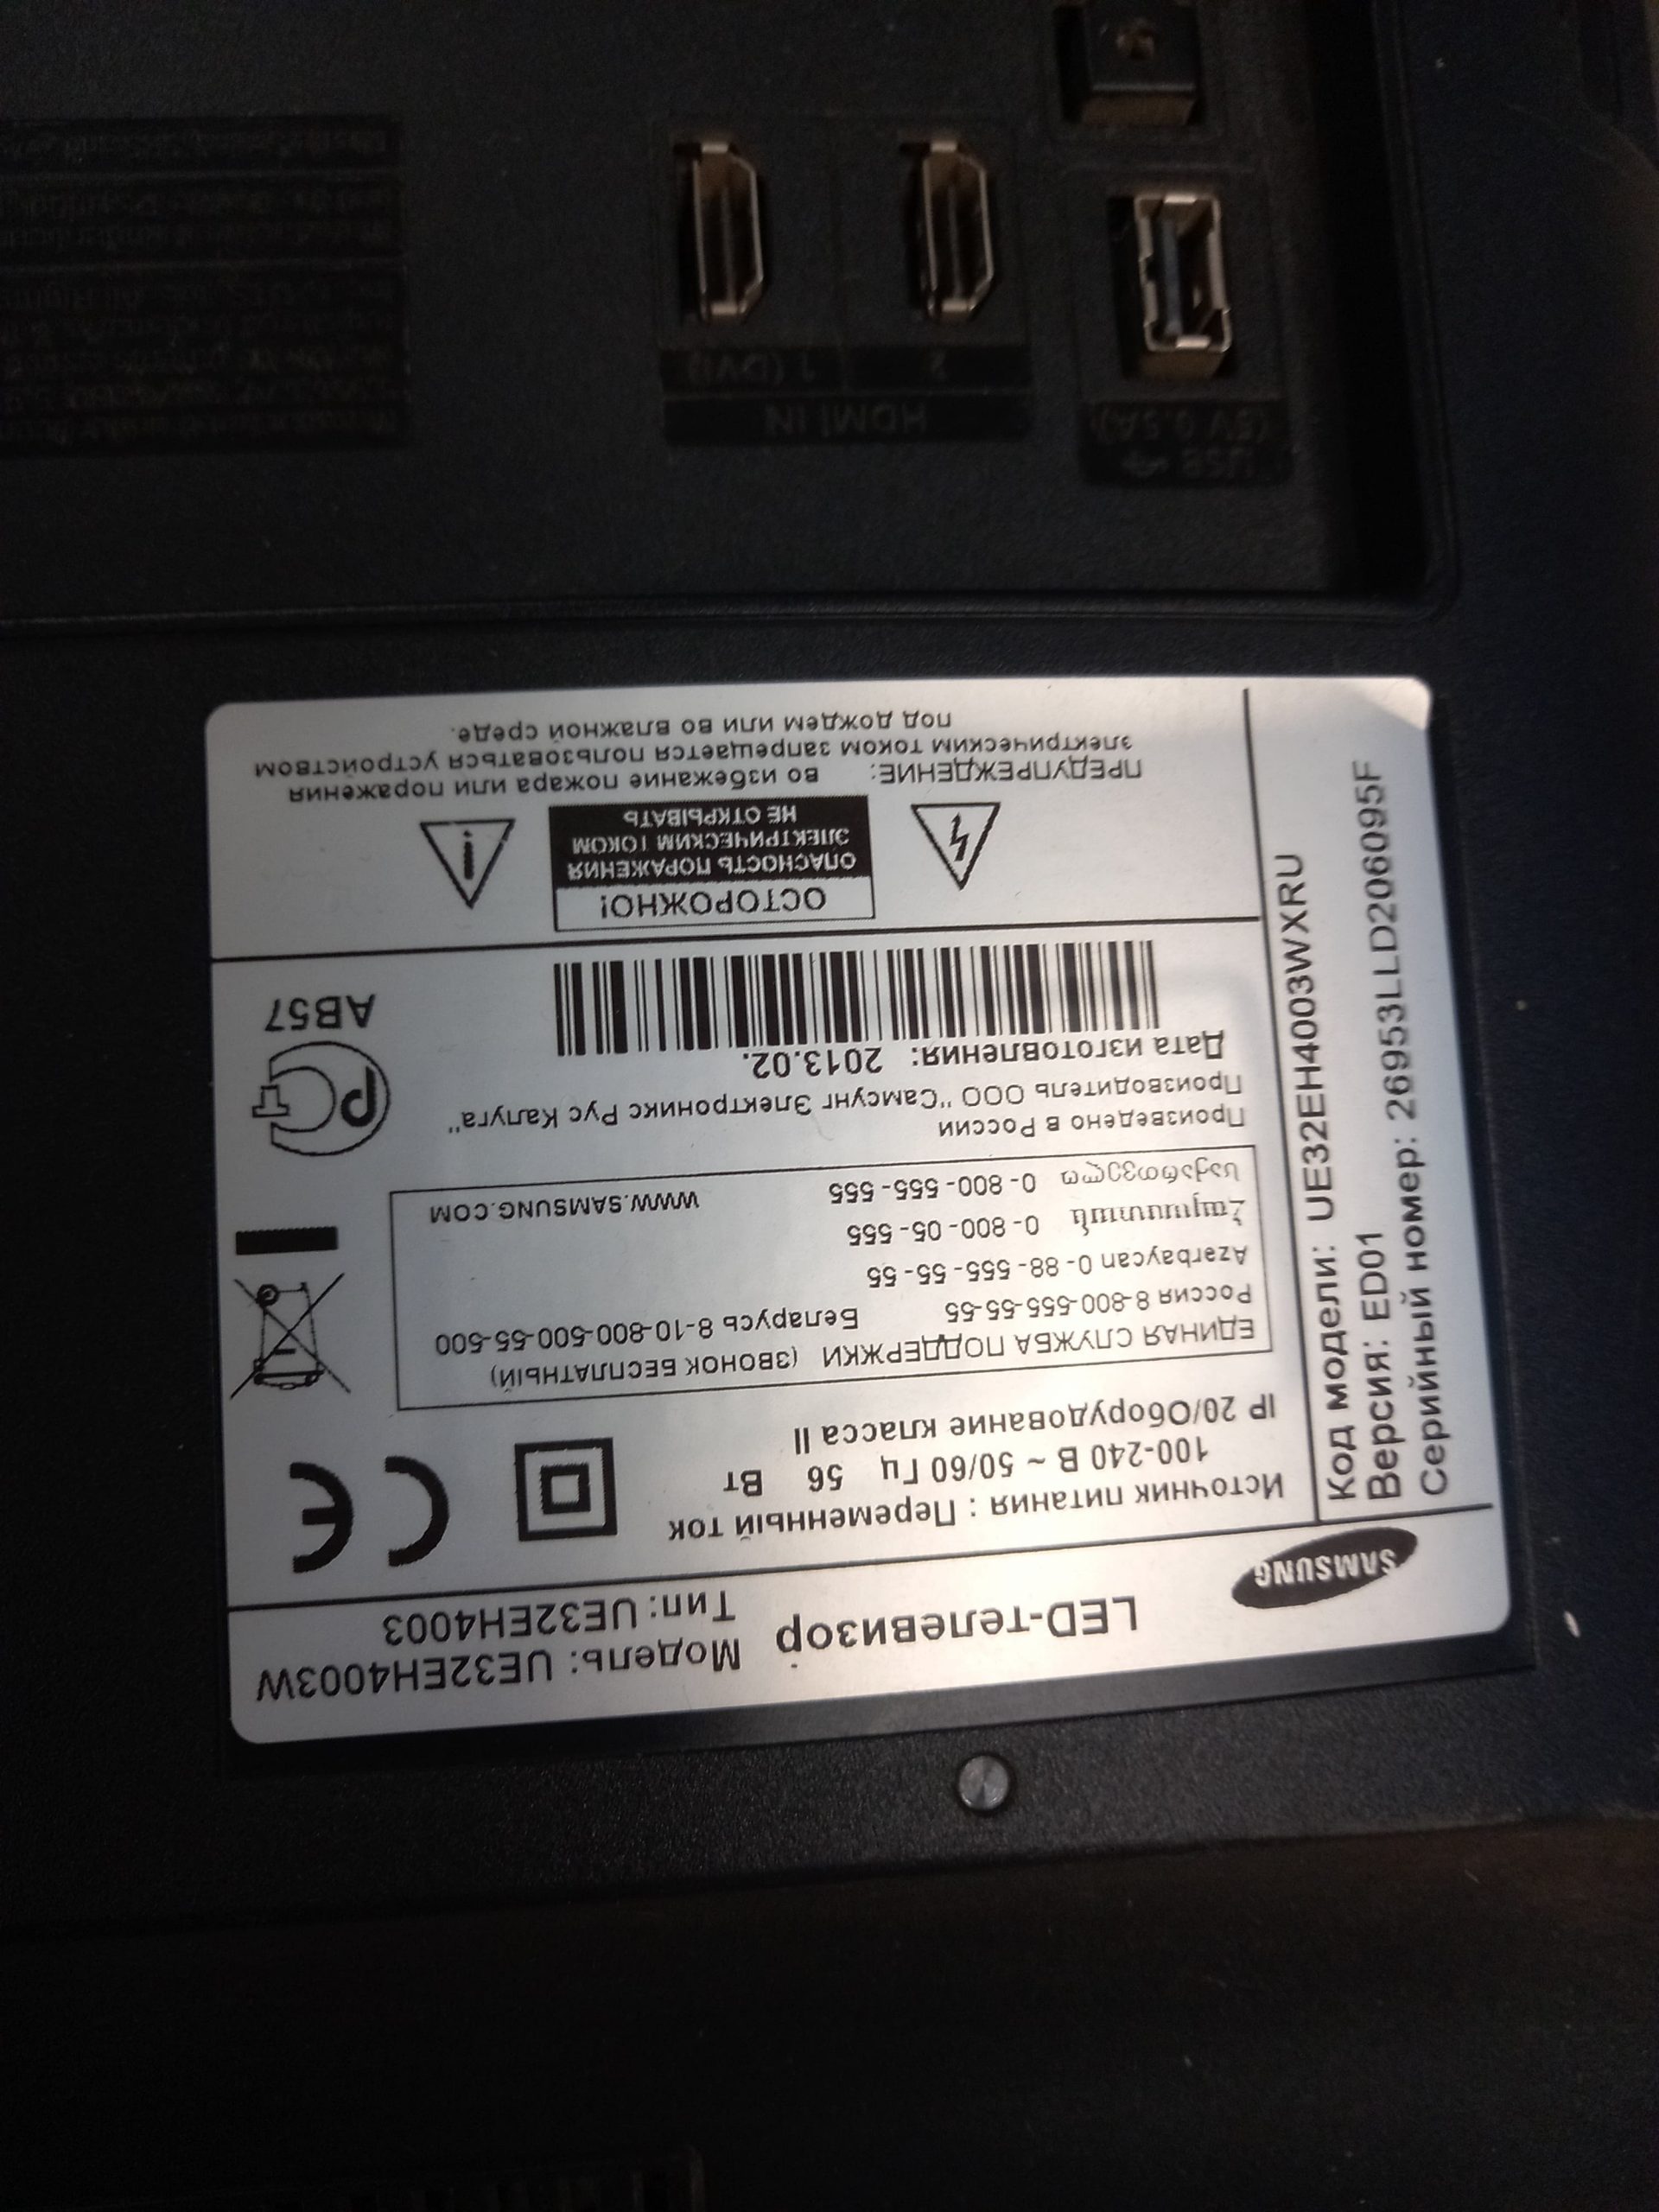 LED-телевизор
Модель: UE32EH4003W
Тип: UE32EH4003
SAMSUNG
Источник питания : Переменный ток
100-240 В ~ 50/60 Гц 56 Вт
IP 20/Оборудование класса II
CE
ЕДИНАЯ СЛУЖБА ПОДДЕРЖКИ (ЗВОНОК БЕСПЛАТНЫЙ)
Россия 8-800-555-55-55 Беларусь 8-10-800-500-55-500
Azərbaycan 0-88-555-55-55
Հայաստան 0-800-05-555
საქართველო 0-800-555-555 WWW.SAMSUNG.COM
Произведено в России
Производитель ООО "Самсунг Электроникс Рус Калуга"
Дата изготовления: 2013.02.
АВ57
ОСТОРОЖНО!
ОПАСНОСТЬ ПОРАЖЕНИЯ
ЭЛЕКТРИЧЕСКИМ ТОКОМ
НЕ ОТКРЫВАТЬ
ПРЕДУПРЕЖДЕНИЕ: во избежание пожара или поражения
электрическим током запрещается пользоваться устройством
под дождем или во влажной среде.
Код модели: UE32EH4003WXRU
Версия: ED01
Серийный номер: 26953LLD206095F
USB
(5V 0.5A)
HDMI IN
2
1 (DVI)